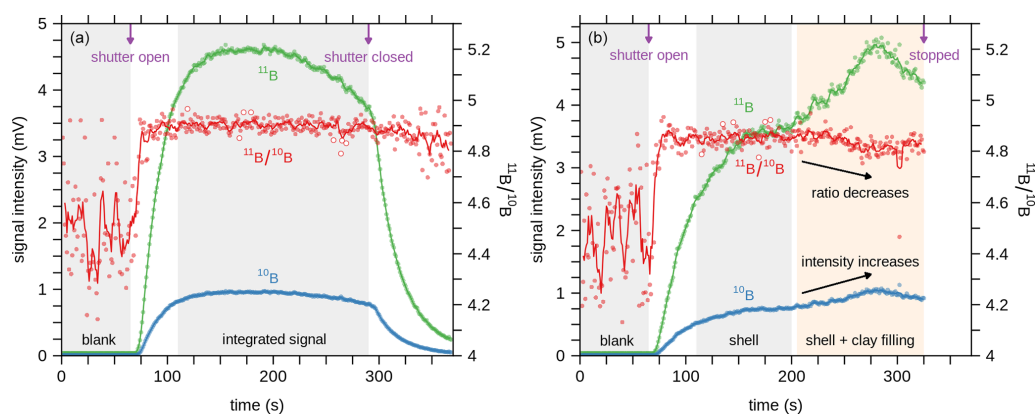 (a)
shutter open
shutter closed
¹¹B
¹¹B/¹⁰B
¹⁰B
blank
integrated signal
signal intensity (mV)
0
1
2
3
4
5
4
4.2
4.4
4.6
4.8
5
5.2
¹¹B/¹⁰B
0
100
200
300
time (s)
(b)
shutter open
stopped
¹¹B
¹¹B/¹⁰B
ratio decreases
intensity increases
¹⁰B
blank
shell
shell + clay filling
signal intensity (mV)
0
1
2
3
4
5
4
4.2
4.4
4.6
4.8
5
5.2
¹¹B/¹⁰B
0
100
200
300
time (s)